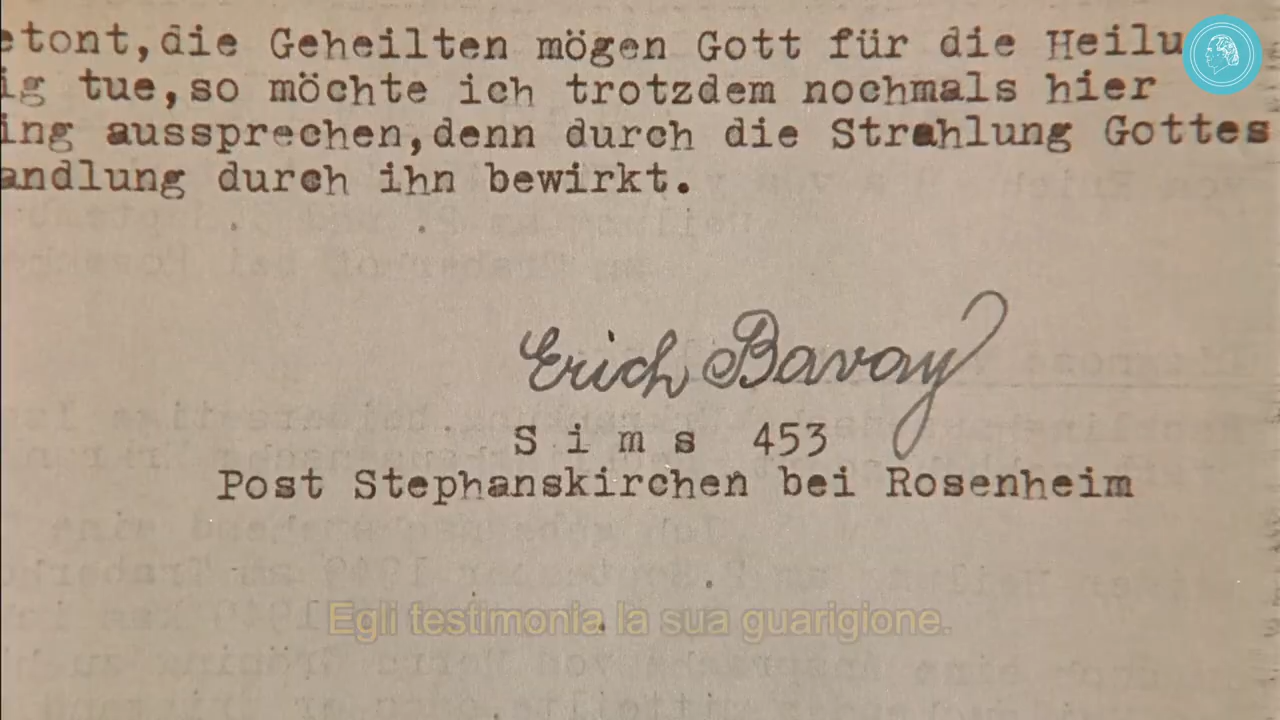 etont,die Geheilten mögen Gott für die Heilu
ig tue,so möchte ich trotzdem nochmals hier
ing aussprechen,denn durch die Strahlung Gottes
andlung durch ihn bewirkt.
Erich Bavay
Sims 453
Post Stephanskirchen bei Rosenheim
Egli testimonia la sua guarigione.